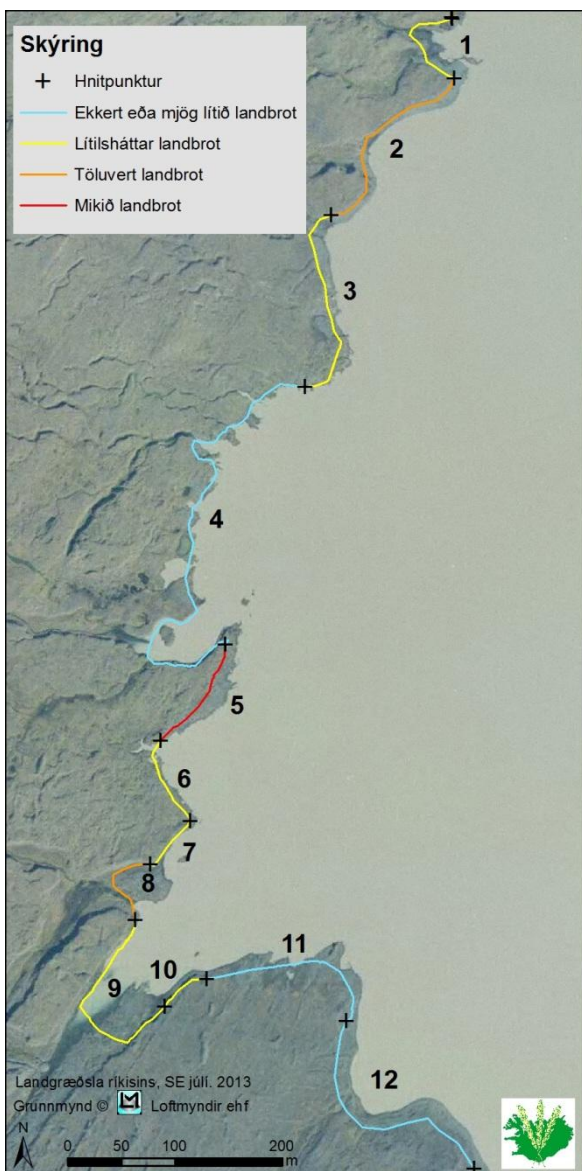 Skýring
Hnitpunktur
Ekkert eða mjög lítið landbrot
Lítilsháttar landbrot
Töluvert landbrot
Mikið landbrot
1
2
3
4
5
6
7
8
9
10
11
12
Landgræðsla ríkisins, SE júlí. 2013
Grunnmynd © LM Loftmyndir ehf
N
0 50 100 200
m